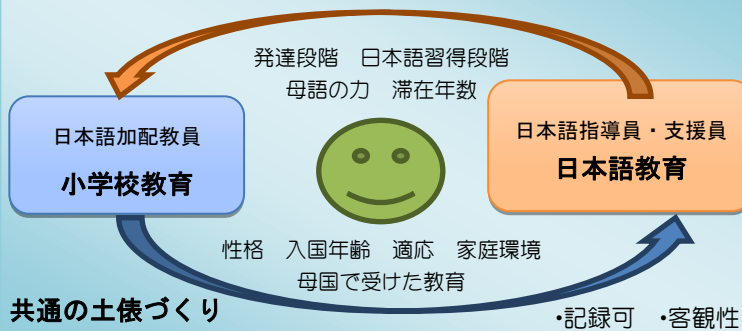 発達段階　日本語習得段階
母語の力　滞在年数
日本語加配教員
小学校教育
日本語指導員・支援員
日本語教育
性格　入国年齢　適応　家庭環境
母国で受けた教育
共通の土俵づくり
・記録可　・客観性